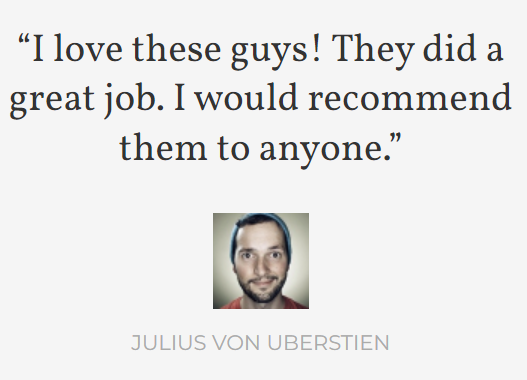 “I love these guys! They did a
great job. I would recommend
them to anyone.”
JULIUS VON UBERSTIEN